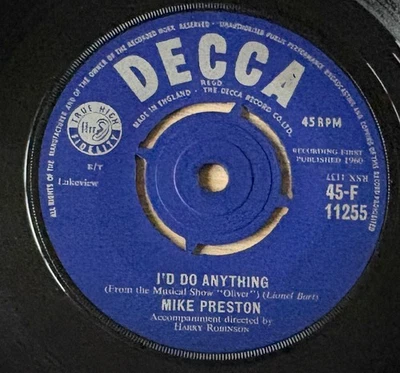 ALL RIGHTS OF THE MANUFACTURER AND OF THE OWNER OF THE RECORDED WORK RESERVED - UNAUTHORISED PUBLIC PERFORMANCE BROADCASTING AND COPYING OF THIS RECORD PROHIBITED
DECCA
REGD
MADE IN ENGLAND. THE DECCA RECORD CO. LTD.
45 RPM
TRUE HIGH
ffrr
FIDELITY
E/T
Lakeview
RECORDING FIRST
PUBLISHED 1960
45-F
11255
I'D DO ANYTHING
(From the Musical Show "Oliver") (Lionel Bart)
MIKE PRESTON
Accompaniment directed by
HARRY ROBINSON